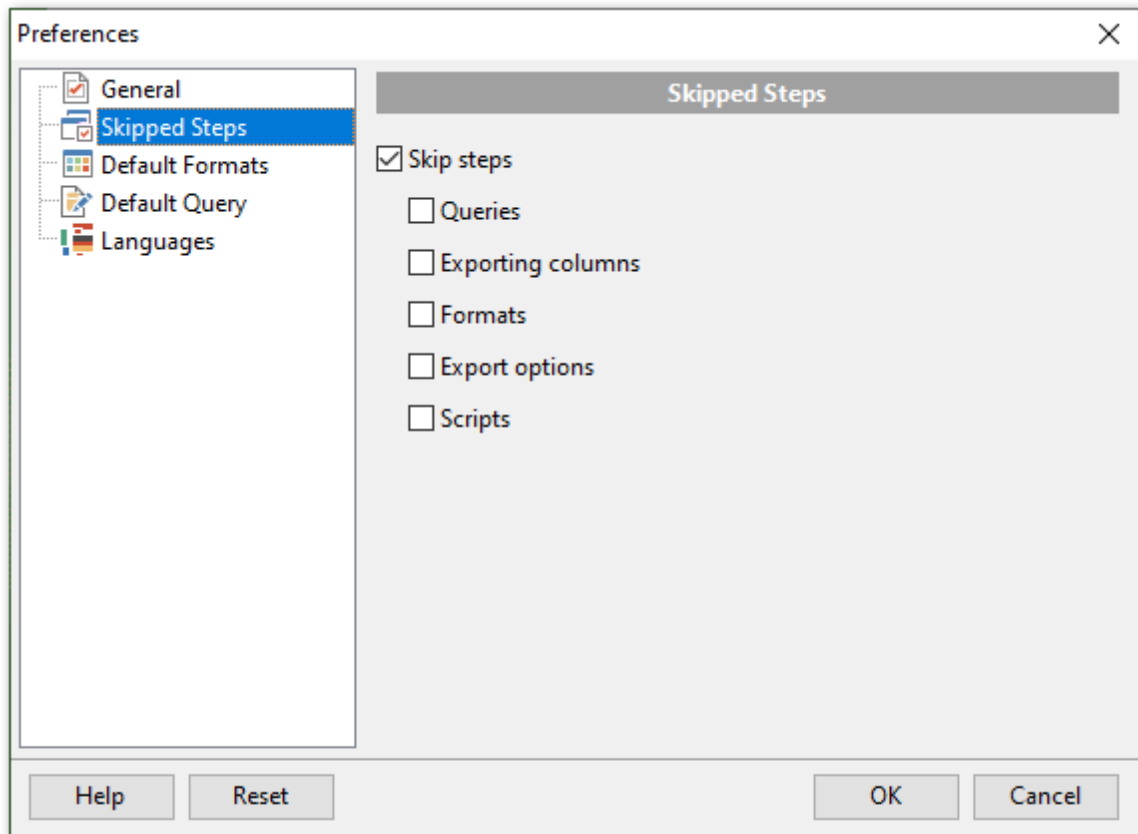 Preferences
General
Skipped Steps
Default Formats
Default Query
Languages
Skipped Steps
Skip steps
Queries
Exporting columns
Formats
Export options
Scripts
Help
Reset
OK
Cancel